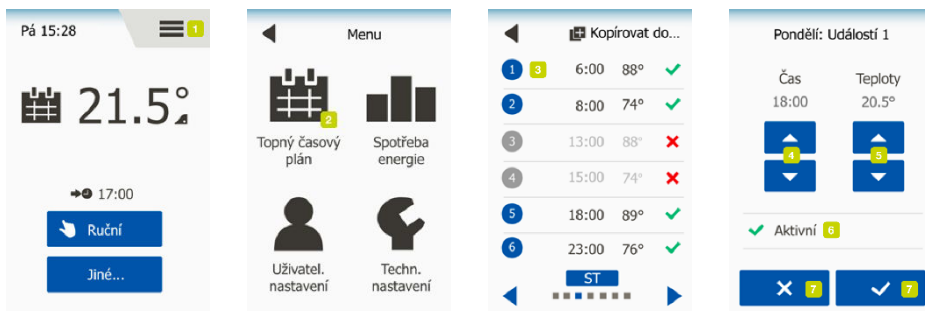 Pá 15:28
1
21.5°
17:00
Ruční
Jiné...
Menu
2
Topný časový
plán
Spotřeba
energie
Uživatel.
nastavení
Techn.
nastavení
Kopírovat do...
1 3 6:00 88°
2 8:00 74°
3 13:00 88°
4 15:00 74°
5 18:00 89°
6 23:00 76°
ST
Pondělí: Událostí 1
Čas Teploty
18:00 20.5°
4 5
Aktivní 6
7 7